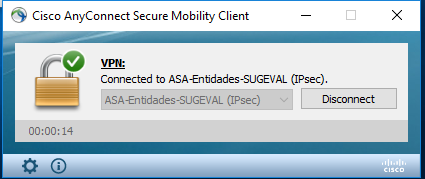 Cisco AnyConnect Secure Mobility Client
VPN:
Connected to ASA-Entidades-SUGEVAL (IPsec).
ASA-Entidades-SUGEVAL (IPsec)
Disconnect
00:00:14
cisco